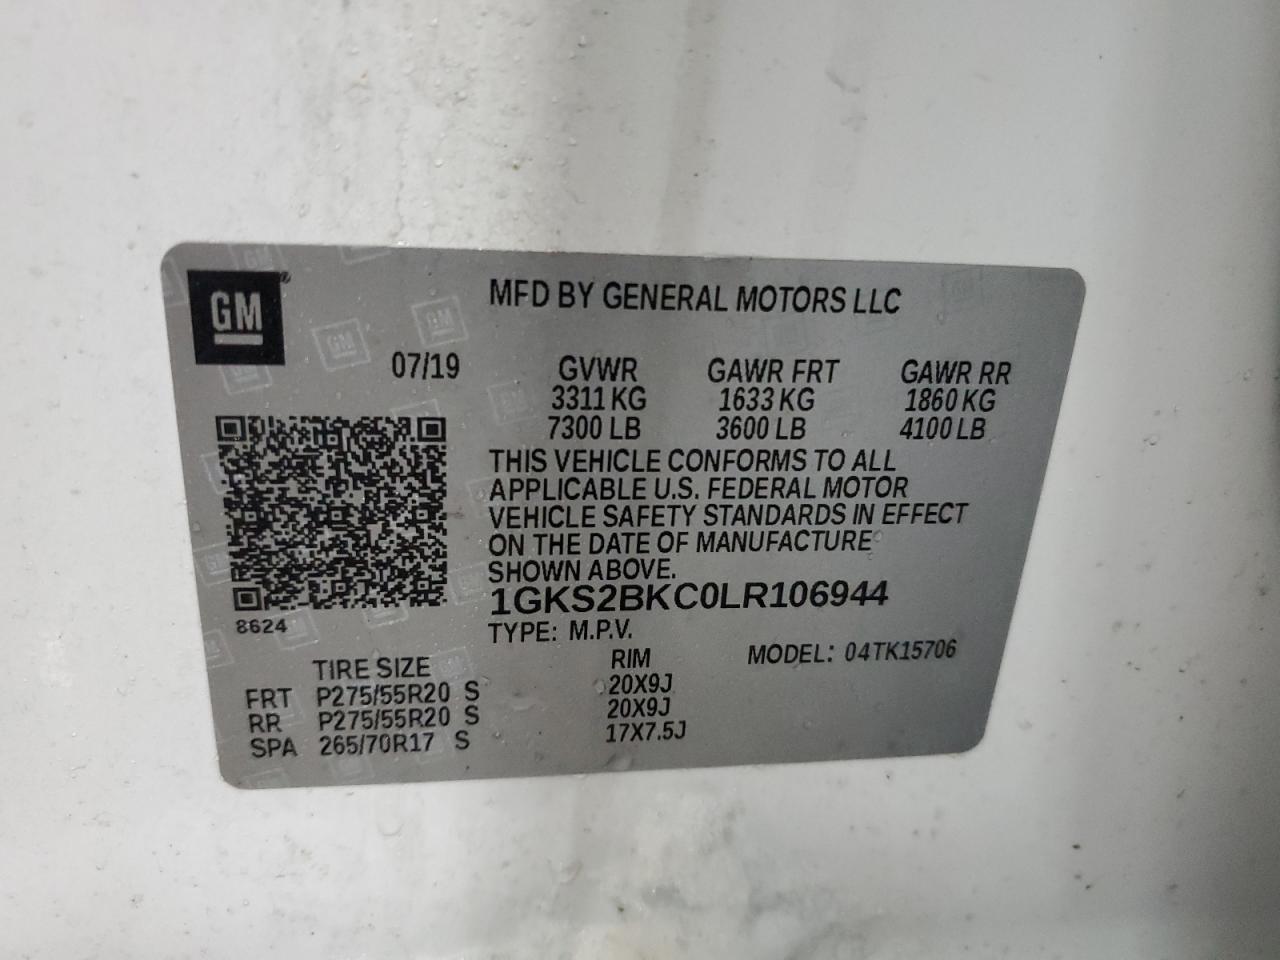 GM
MFD BY GENERAL MOTORS LLC
07/19
GVWR GAWR FRT GAWR RR
3311 KG 1633 KG 1860 KG
7300 LB 3600 LB 4100 LB
THIS VEHICLE CONFORMS TO ALL
APPLICABLE U.S. FEDERAL MOTOR
VEHICLE SAFETY STANDARDS IN EFFECT
ON THE DATE OF MANUFACTURE
SHOWN ABOVE.
1GKS2BKC0LR106944
8624
TYPE: M.P.V. MODEL: 04TK15706
TIRE SIZE RIM
FRT P275/55R20 S 20X9J
RR P275/55R20 S 20X9J
SPA 265/70R17 S 17X7.5J